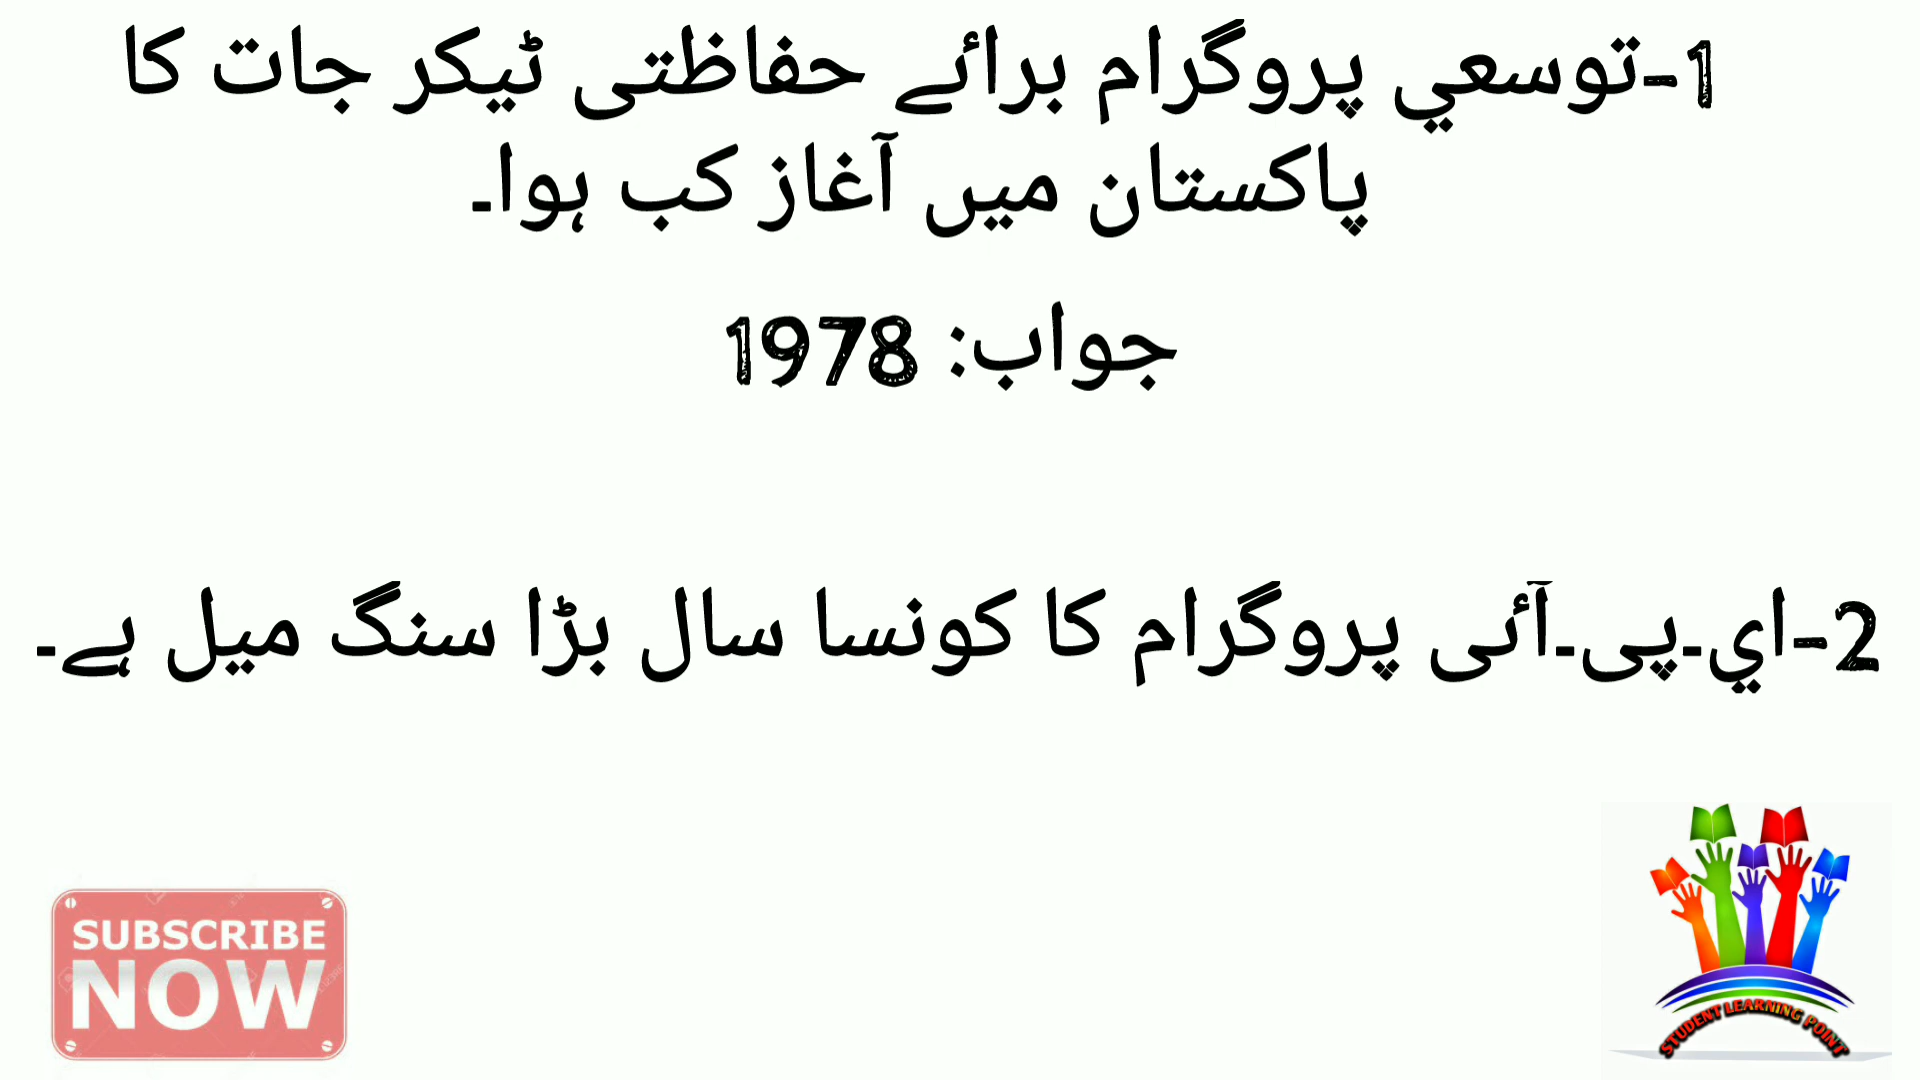 1-توسعي پروگرام برائے حفاظتی ٹیکر جات کا
پاکستان میں آغاز کب ہوا۔
جواب: 1978
2-اي۔پی۔آئی پروگرام کا کونسا سال بڑا سنگ میل ہے۔
SUBSCRIBE
NOW
STUDENT LEARNING POINT